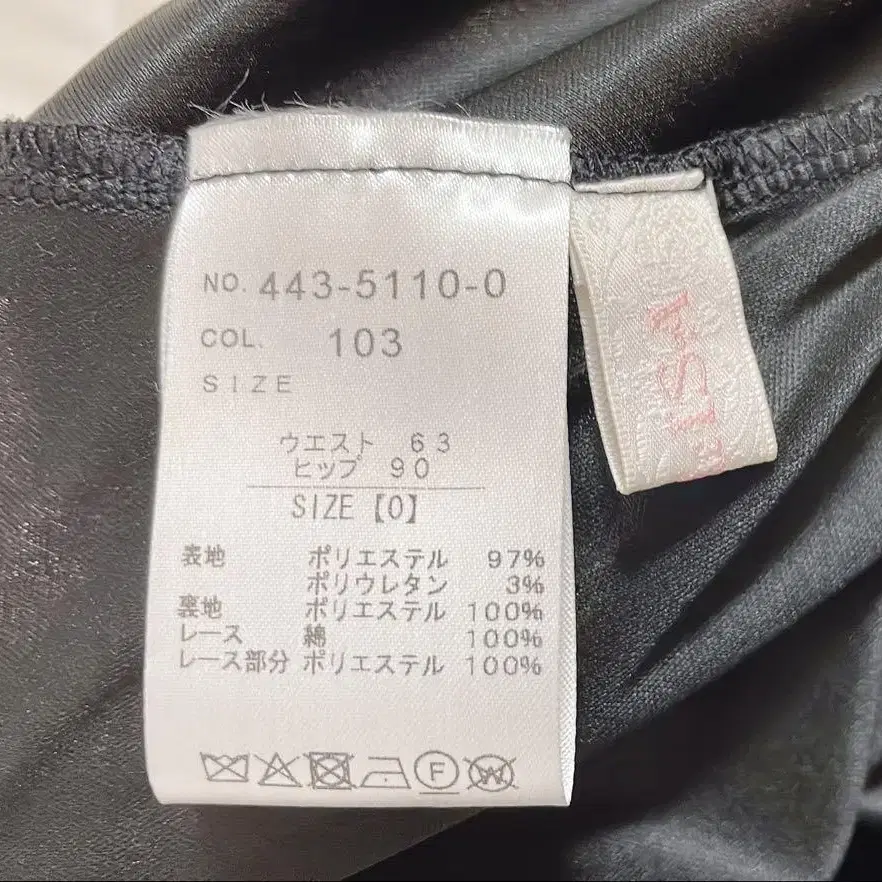 NO. 443-5110-0
COL. 103
SIZE
ウエスト 63
ヒップ 90
SIZE【0】
表地 ポリエステル 97%
ポリウレタン 3%
裏地 ポリエステル 100%
レース 綿 100%
レース部分 ポリエステル 100%
F
W